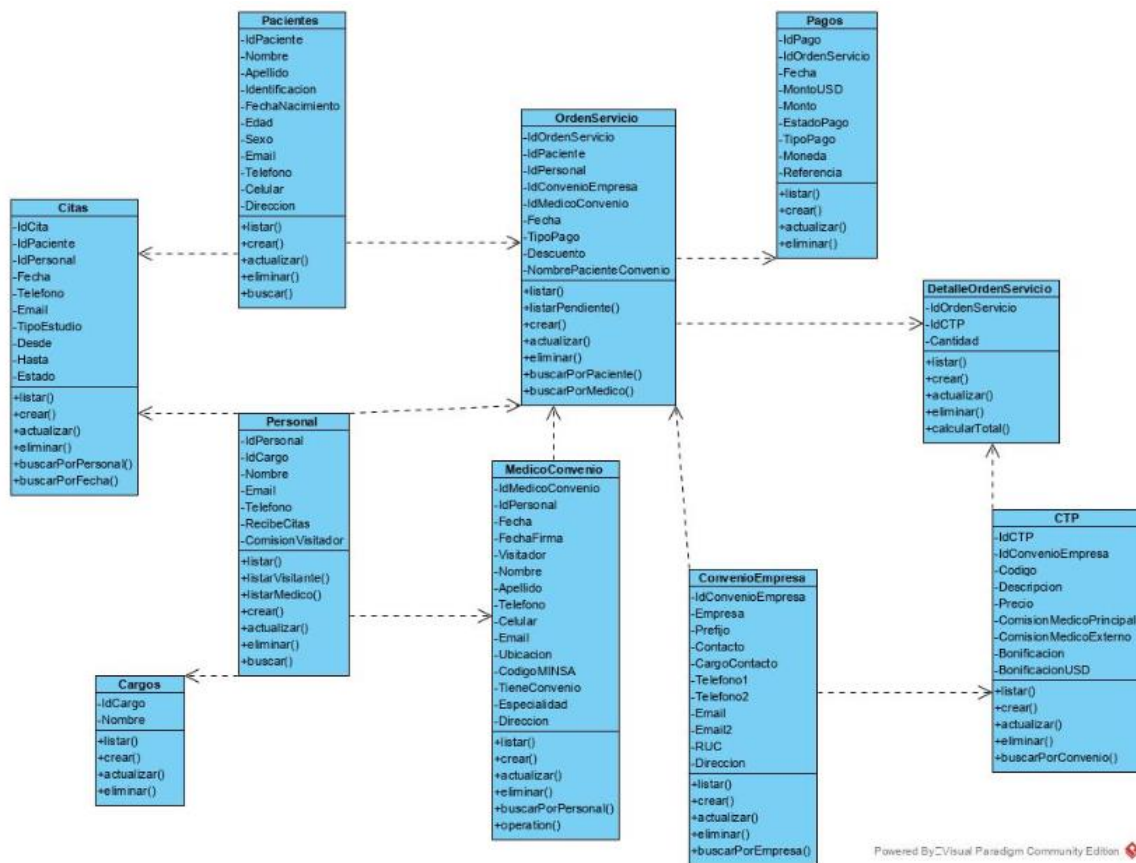 Pacientes
-IdPaciente
-Nombre
-Apellido
-Identificacion
-FechaNacimiento
-Edad
-Sexo
-Email
-Telefono
-Celular
-Direccion
+listar()
+crear()
+actualizar()
+eliminar()
+buscar()
Pagos
-IdPago
-IdOrdenServicio
-Fecha
-MontoUSD
-Monto
-EstadoPago
-TipoPago
-Moneda
-Referencia
+listar()
+crear()
+actualizar()
+eliminar()
OrdenServicio
-IdOrdenServicio
-IdPaciente
-IdPersonal
-IdConvenioEmpresa
-IdMedicoConvenio
-Fecha
-TipoPago
-Descuento
-NombrePacienteConvenio
+listar()
+listarPendiente()
+crear()
+actualizar()
+eliminar()
+buscarPorPaciente()
+buscarPorMedico()
Citas
-IdCita
-IdPaciente
-IdPersonal
-Fecha
-Telefono
-Email
-TipoEstudio
-Desde
-Hasta
-Estado
+listar()
+crear()
+actualizar()
+eliminar()
+buscarPorPersonal()
+buscarPorFecha()
DetalleOrdenServicio
-IdOrdenServicio
-IdCTP
-Cantidad
+listar()
+crear()
+actualizar()
+eliminar()
+calcularTotal()
Personal
-IdPersonal
-IdCargo
-Nombre
-Email
-Telefono
-RecibeCitas
-ComisionVisitador
+listar()
+listarVisitante()
+listarMedico()
+crear()
+actualizar()
+eliminar()
+buscar()
MedicoConvenio
-IdMedicoConvenio
-IdPersonal
-Fecha
-FechaFirma
-Visitador
-Nombre
-Apellido
-Telefono
-Celular
-Email
-Ubicacion
-CodigoMINSA
-TieneConvenio
-Especialidad
-Direccion
+listar()
+crear()
+actualizar()
+eliminar()
+buscarPorPersonal()
+operation()
CTP
-IdCTP
-IdConvenioEmpresa
-Codigo
-Descripcion
-Precio
-ComisionMedicoPrincipal
-ComisionMedicoExterno
-Bonificacion
-BonificacionUSD
+listar()
+crear()
+actualizar()
+eliminar()
+buscarPorConvenio()
ConvenioEmpresa
-IdConvenioEmpresa
-Empresa
-Prefijo
-Contacto
-CargoContacto
-Telefono1
-Telefono2
-Email
-Email2
-RUC
-Direccion
+listar()
+crear()
+actualizar()
+eliminar()
+buscarPorEmpresa()
Cargos
-IdCargo
-Nombre
+listar()
+crear()
+actualizar()
+eliminar()
Powered By Visual Paradigm Community Edition